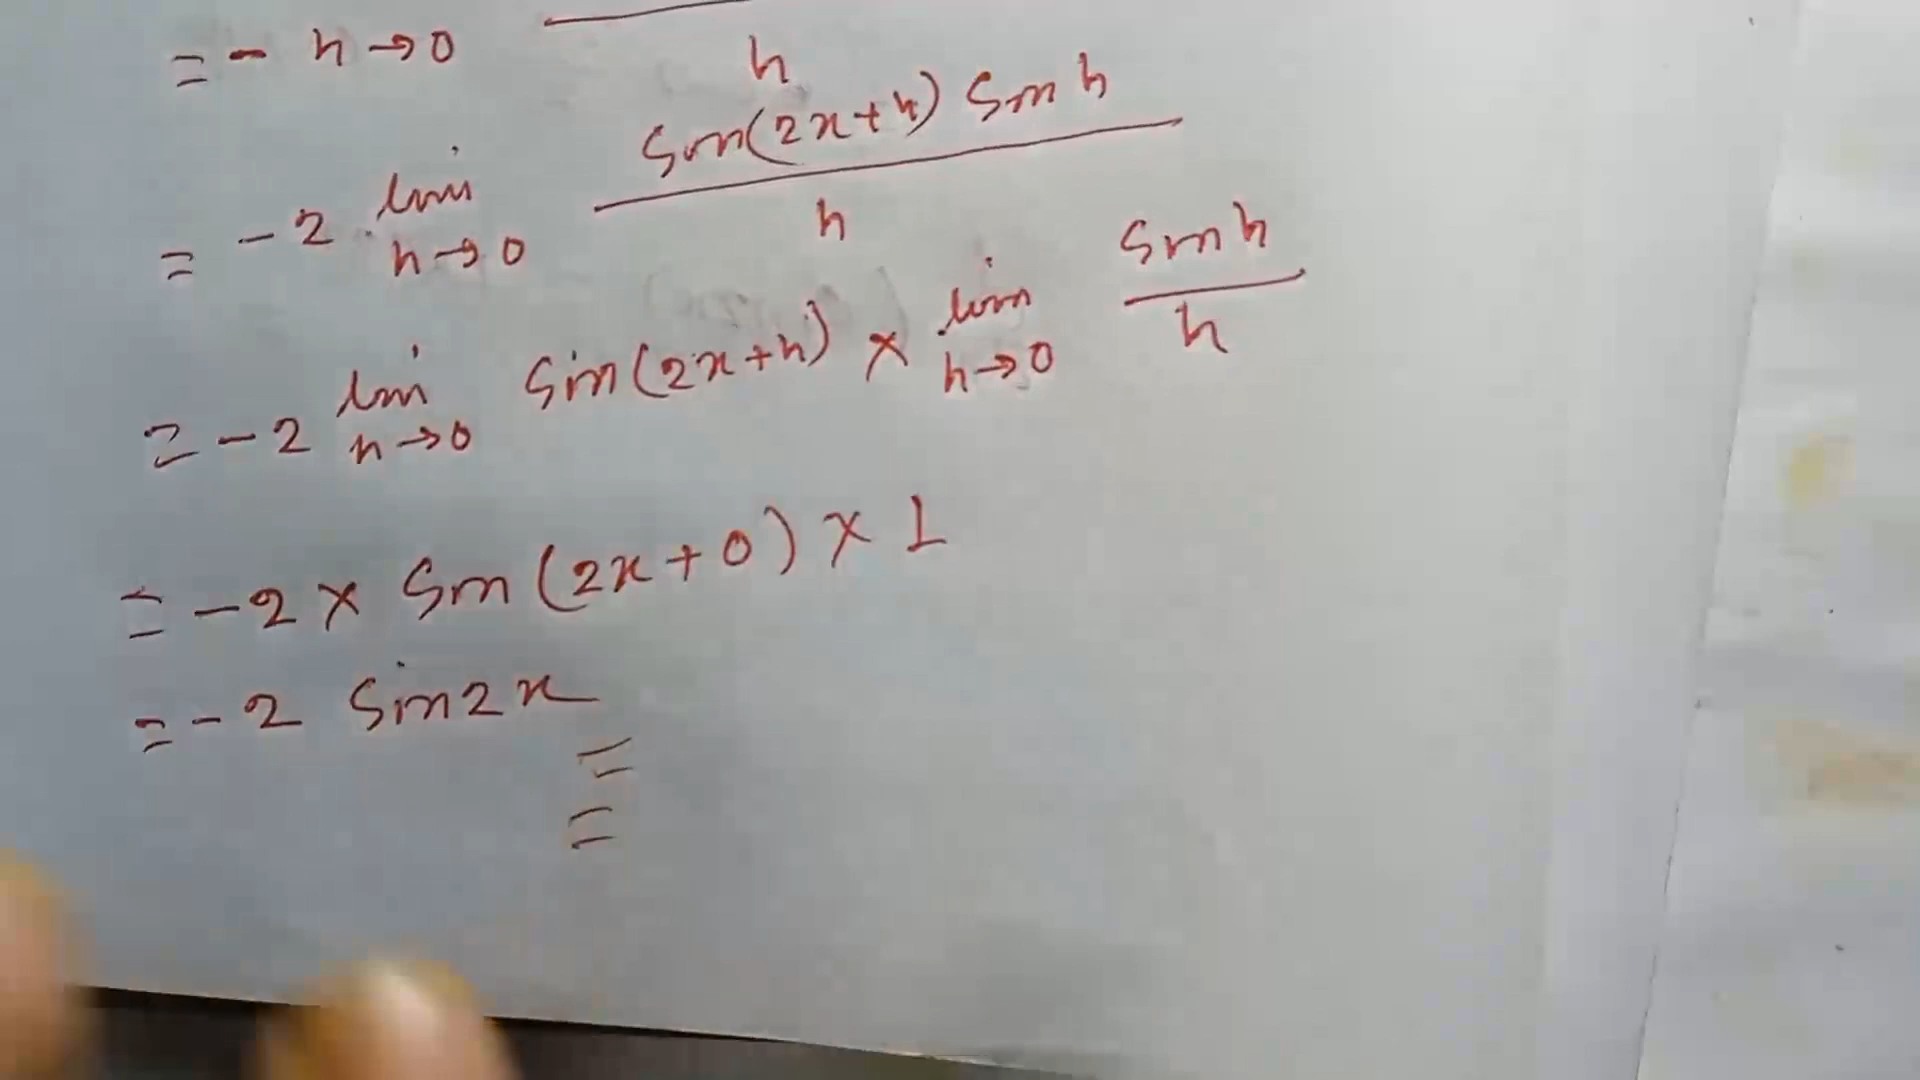 = - h→0 ——— h
= -2 lim h→0 sin(2x+h) sin h / h
= -2 lim h→0 sin(2x+h) × lim h→0 sin h / h
= -2 × sin(2x+0) × 1
= -2 sin2x